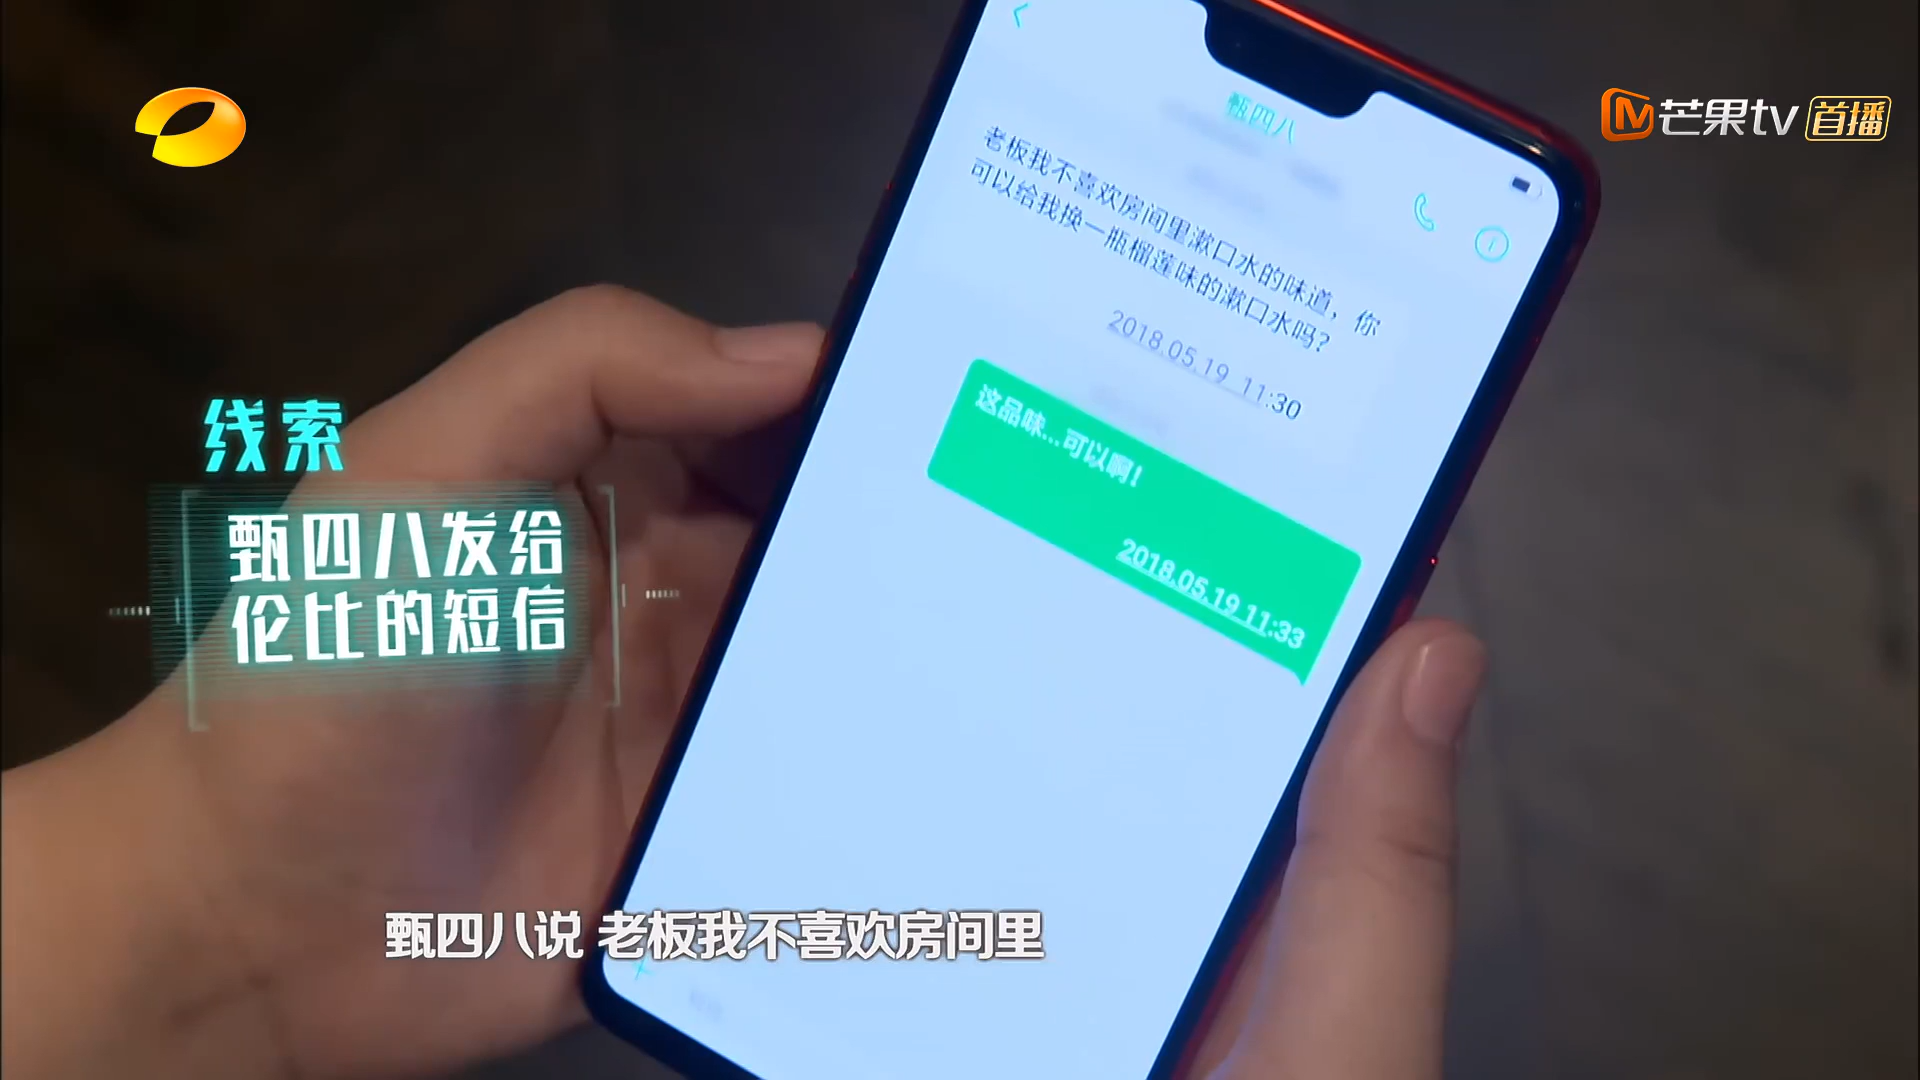 芒果tv 首播
甄四八
老板我不喜欢房间里漱口水的味道，你
可以给我换一瓶榴莲味的漱口水吗？
2018.05.19 11:30
这品味...可以啊！
2018.05.19 11:33
线索
甄四八发给
伦比的短信
甄四八说 老板我不喜欢房间里